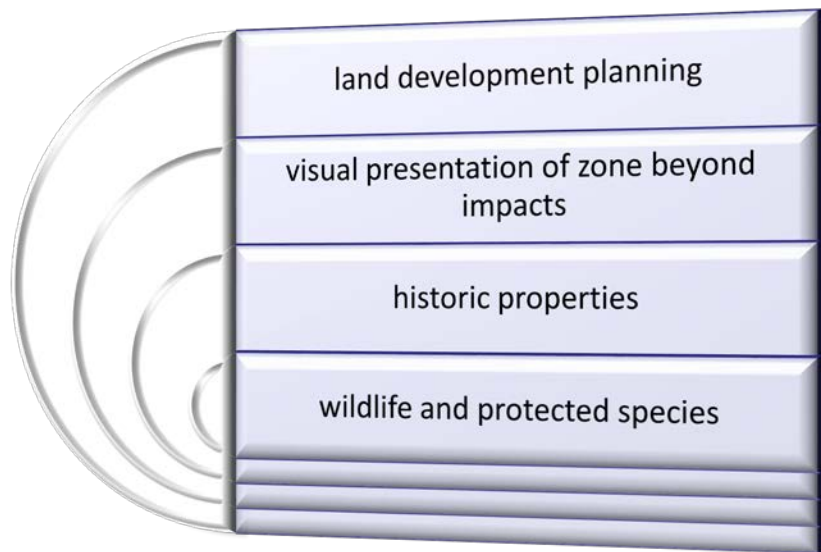 land development planning
visual presentation of zone beyond
impacts
historic properties
wildlife and protected species